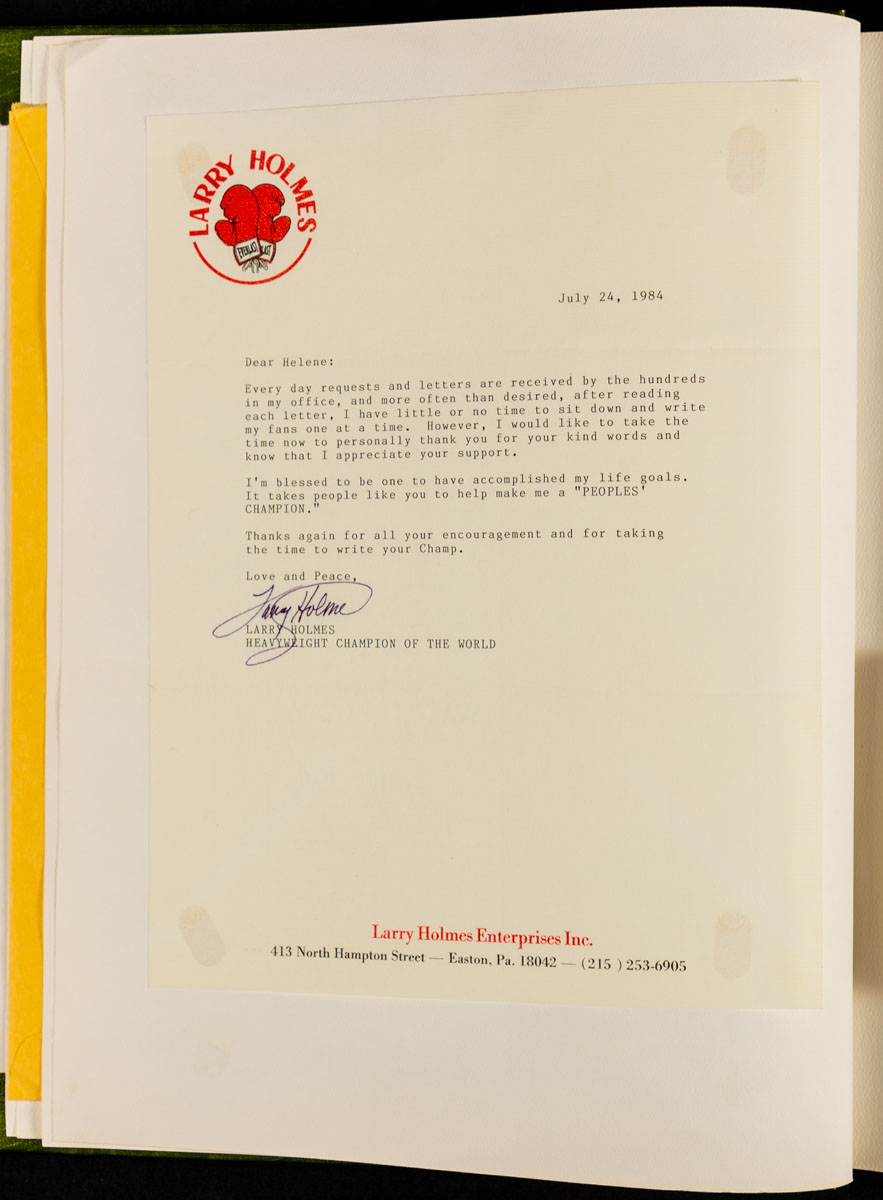 LARRY HOLMES
EVERLAST
July 24, 1984
Dear Helene:
Every day requests and letters are received by the hundreds
in my office, and more often than desired, after reading
each letter, I have little or no time to sit down and write
my fans one at a time.  However, I would like to take the
time now to personally thank you for your kind words and
know that I appreciate your support.
I'm blessed to be one to have accomplished my life goals.
It takes people like you to help make me a "PEOPLES'
CHAMPION."
Thanks again for all your encouragement and for taking
the time to write your Champ.
Love and Peace,
Larry Holmes
LARRY HOLMES
HEAVYWEIGHT CHAMPION OF THE WORLD
Larry Holmes Enterprises Inc.
413 North Hampton Street — Easton, Pa. 18042 — (215 ) 253-6905